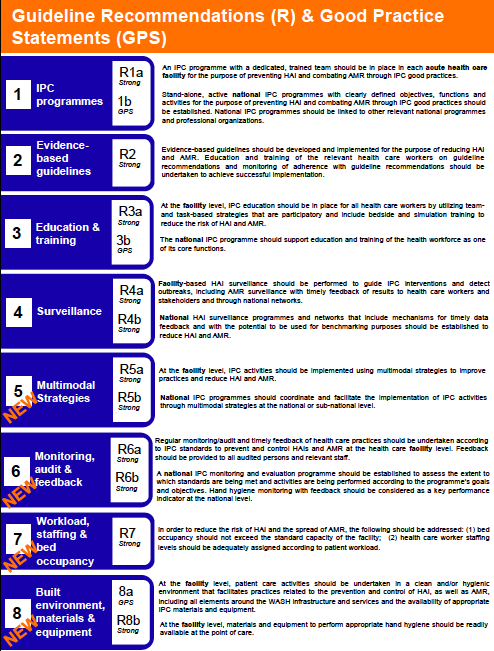 Guideline Recommendations (R) & Good Practice
Statements (GPS)
1
IPC
programmes
R1a
Strong
1b
GPS
An IPC programme with a dedicated, trained team should be in place in each acute health care
facility for the purpose of preventing HAI and combating AMR through IPC good practices.
Stand-alone, active national IPC programmes with clearly defined objectives, functions and
activities for the purpose of preventing HAI and combating AMR through IPC good practices should
be established. National IPC programmes should be linked to other relevant national programmes
and professional organizations.
2
Evidence-
based
guidelines
R2
Strong
Evidence-based guidelines should be developed and implemented for the purpose of reducing HAI
and AMR. Education and training of the relevant health care workers on guideline
recommendations and monitoring of adherence with guideline recommendations should be
undertaken to achieve successful implementation.
3
Education &
training
R3a
Strong
3b
GPS
At the facility level, IPC education should be in place for all health care workers by utilizing team-
and task-based strategies that are participatory and include bedside and simulation training to
reduce the risk of HAI and AMR.
The national IPC programme should support education and training of the health workforce as one
of its core functions.
4
Surveillance
R4a
Strong
R4b
Strong
Facility-based HAI surveillance should be performed to guide IPC interventions and detect
outbreaks, including AMR surveillance with timely feedback of results to health care workers and
stakeholders and through national networks.
National HAI surveillance programmes and networks that include mechanisms for timely data
feedback and with the potential to be used for benchmarking purposes should be established to
reduce HAI and AMR.
5
NEW
Multimodal
Strategies
R5a
Strong
R5b
Strong
At the facility level, IPC activities should be implemented using multimodal strategies to improve
practices and reduce HAI and AMR.
National IPC programmes should coordinate and facilitate the implementation of IPC activities
through multimodal strategies at the national or sub-national level.
6
NEW
Monitoring,
audit &
feedback
R6a
Strong
R6b
Strong
Regular monitoring/audit and timely feedback of health care practices should be undertaken according
to IPC standards to prevent and control HAIs and AMR at the health care facility level. Feedback
should be provided to all audited persons and relevant staff.
A national IPC monitoring and evaluation programme should be established to assess the extent to
which standards are being met and activities are being performed according to the programme's goals
and objectives. Hand hygiene monitoring with feedback should be considered as a key performance
indicator at the national level.
7
NEW
Workload,
staffing &
bed
occupancy
R7
Strong
In order to reduce the risk of HAI and the spread of AMR, the following should be addressed: (1) bed
occupancy should not exceed the standard capacity of the facility; (2) health care worker staffing
levels should be adequately assigned according to patient workload.
8
NEW
Built
environment,
materials &
equipment
8a
GPS
R8b
Strong
At the facility level, patient care activities should be undertaken in a clean and/or hygienic
environment that facilitates practices related to the prevention and control of HAI, as well as AMR,
including all elements around the WASH infrastructure and services and the availability of appropriate
IPC materials and equipment.
At the facility level, materials and equipment to perform appropriate hand hygiene should be readily
available at the point of care.